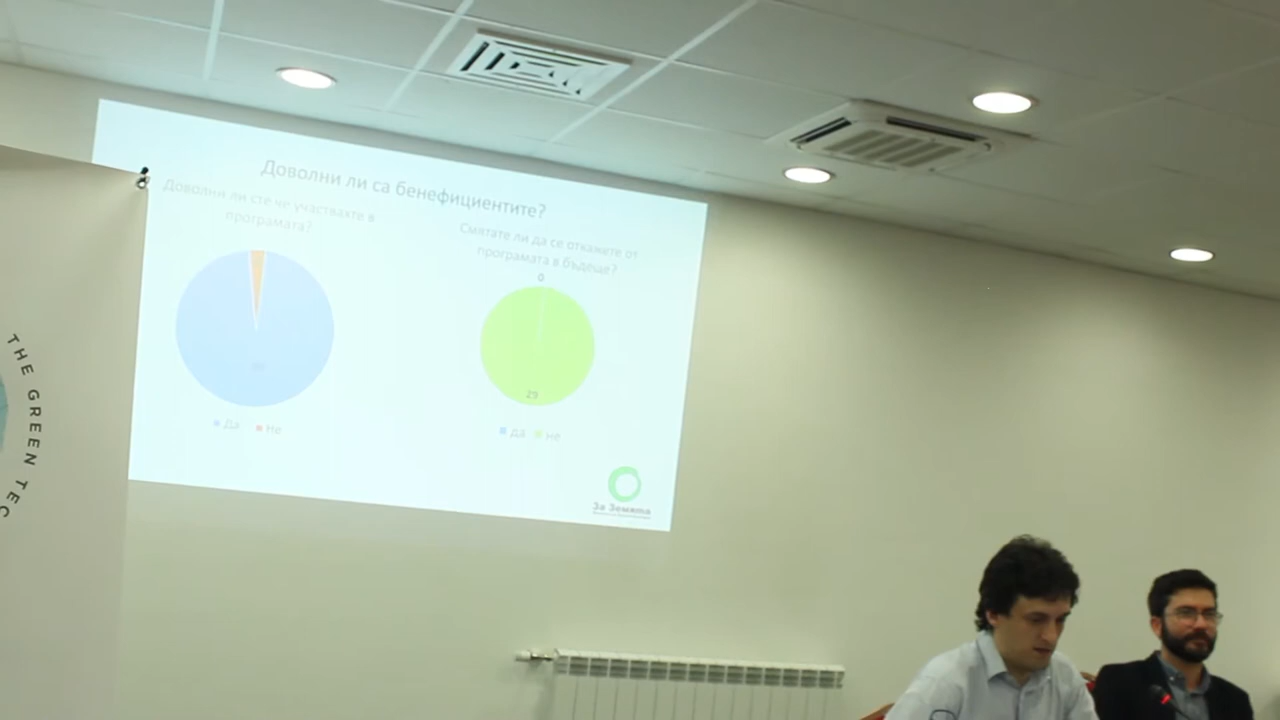 Доволни ли са бенефициентите?
Доволни ли сте че участвахте в
програмата?
Да
Не
Смятате ли да се откажете от
програмата в бъдеще?
0
29
да
не
За Земята
THE GREEN TEC